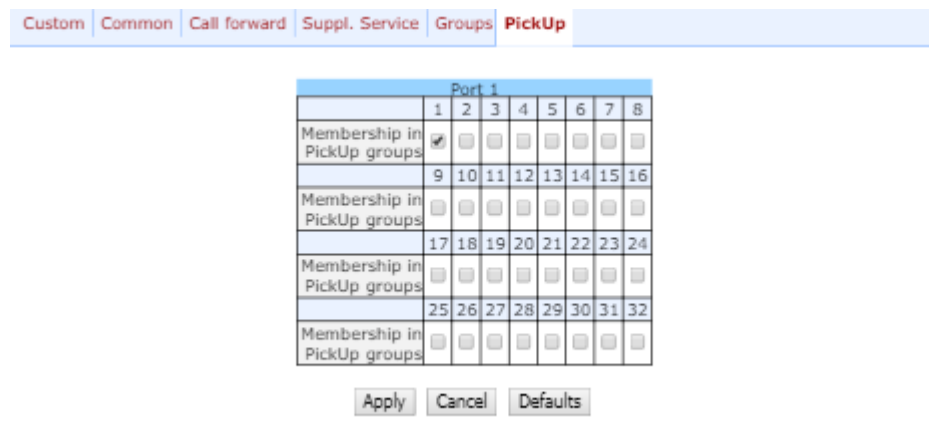 Custom Common Call forward Suppl. Service Groups PickUp
Port 1
1 2 3 4 5 6 7 8
Membership in
PickUp groups
9 10 11 12 13 14 15 16
Membership in
PickUp groups
17 18 19 20 21 22 23 24
Membership in
PickUp groups
25 26 27 28 29 30 31 32
Membership in
PickUp groups
Apply Cancel Defaults